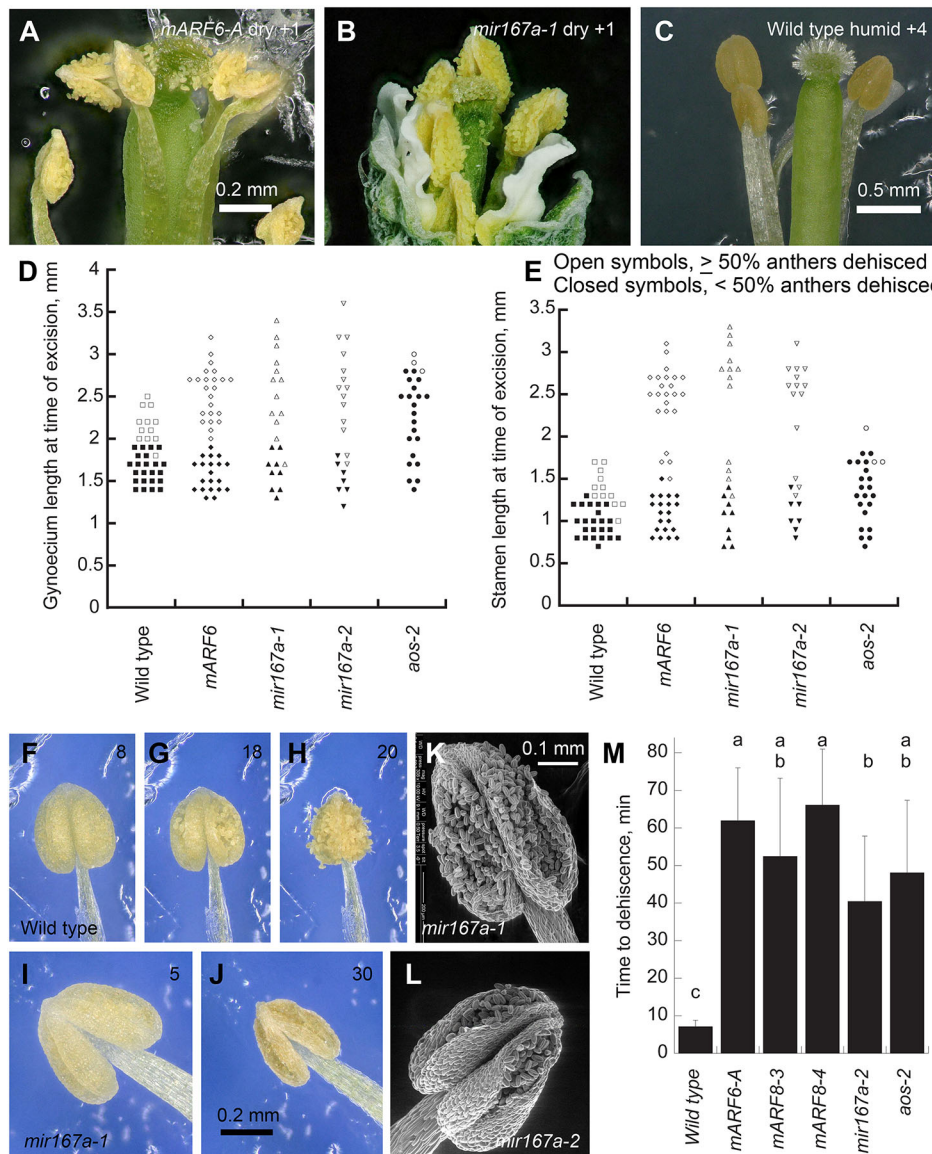 A
mARF6-A dry +1
0.2 mm
B
mir167a-1 dry +1
C
Wild type humid +4
0.5 mm
D
Gynoecium length at time of excision, mm
4
3.5
3
2.5
2
1.5
1
0.5
0
Wild type
mARF6
mir167a-1
mir167a-2
aos-2
E
Open symbols, ≥ 50% anthers dehisced
Closed symbols, < 50% anthers dehisced
Stamen length at time of excision, mm
3.5
3
2.5
2
1.5
1
0.5
0
Wild type
mARF6
mir167a-1
mir167a-2
aos-2
F
8
Wild type
G
18
H
20
K
0.1 mm
mir167a-1
I
5
mir167a-1
J
30
0.2 mm
L
mir167a-2
M
Time to dehiscence, min
80
70
60
50
40
30
20
10
0
c
a
a
b
a
b
a
b
Wild type
mARF6-A
mARF8-3
mARF8-4
mir167a-2
aos-2